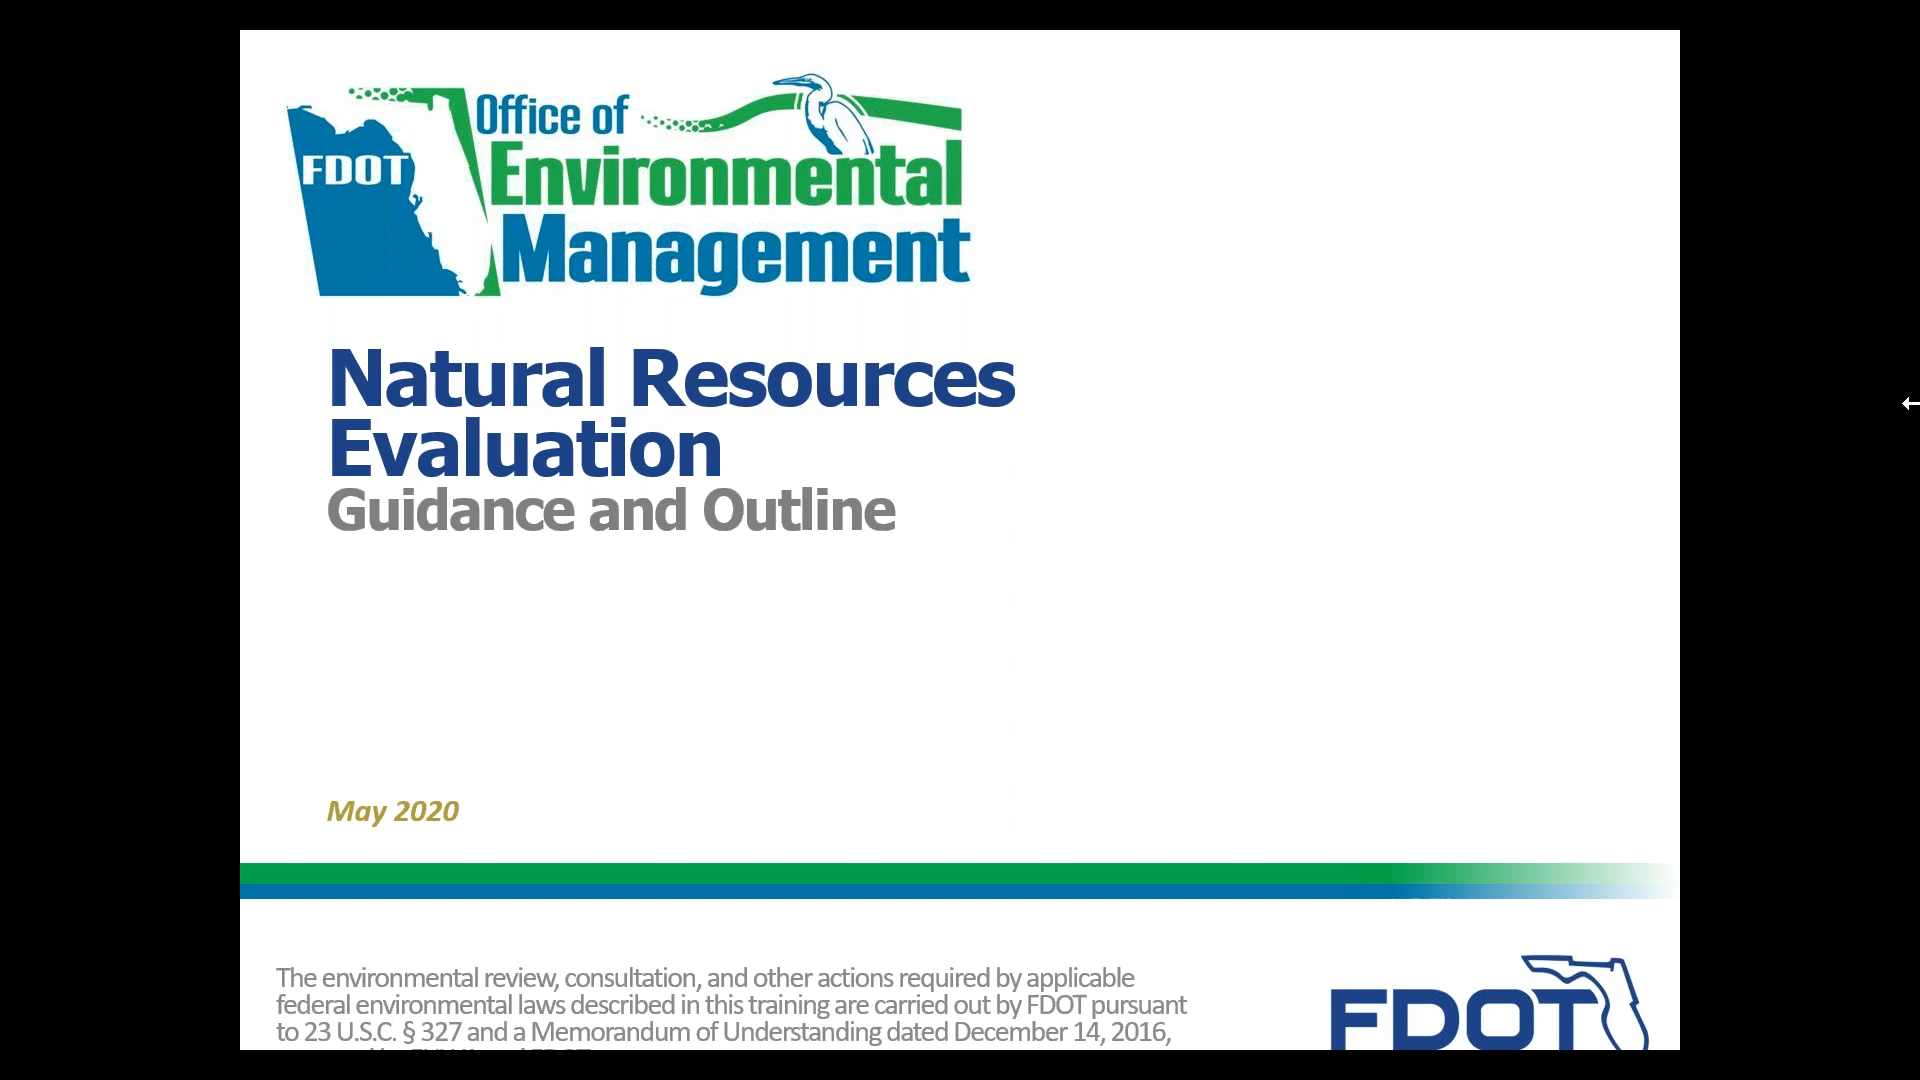 FDOT
Office of
Environmental
Management
Natural Resources
Evaluation
Guidance and Outline
May 2020
The environmental review, consultation, and other actions required by applicable
federal environmental laws described in this training are carried out by FDOT pursuant
to 23 U.S.C. § 327 and a Memorandum of Understanding dated December 14, 2016,
FDOT